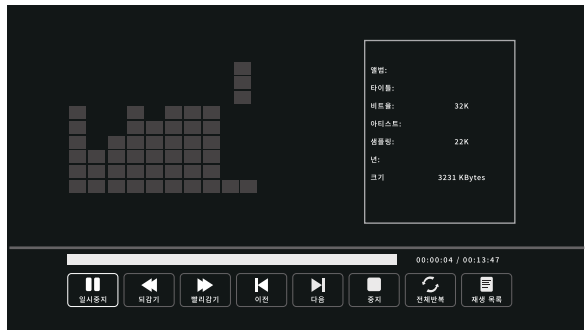 앨범:
타이틀:
비트율: 32K
아티스트:
샘플링: 22K
년:
크기 3231 KBytes
00:00:04 / 00:13:47
일시중지 되감기 빨리감기 이전 다음 중지 전체반복 재생 목록